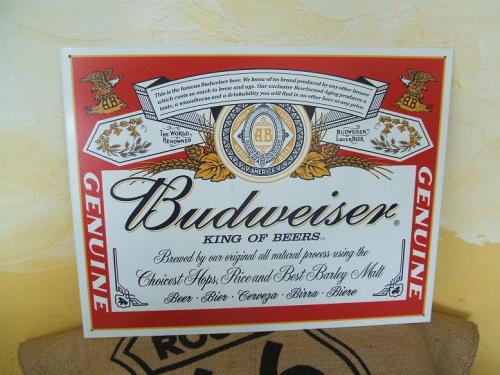 This is the famous Budweiser beer. We know of no brand produced by any other brewer
which costs so much to brew and age. Our exclusive Beechwood Aging produces a
taste, a smoothness and a drinkability you will find in no other beer at any price.
AB
AB
THE WORLD
RENOWNED
AB
AMERICA
BUDWEISER
LAGER BEER
GENUINE
GENUINE
Budweiser®
KING OF BEERS™
Brewed by our original all natural process using the
Choicest Hops, Rice and Best Barley Malt
Beer · Bier · Cerveza · Birra · Biere